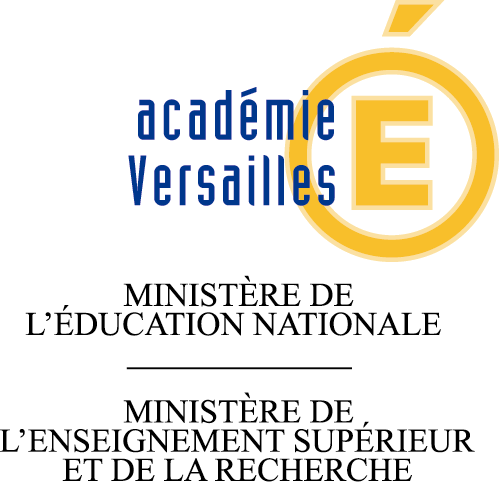 académie
Versailles
É
MINISTÈRE DE
L'ÉDUCATION NATIONALE
MINISTÈRE DE
L'ENSEIGNEMENT SUPÉRIEUR
ET DE LA RECHERCHE